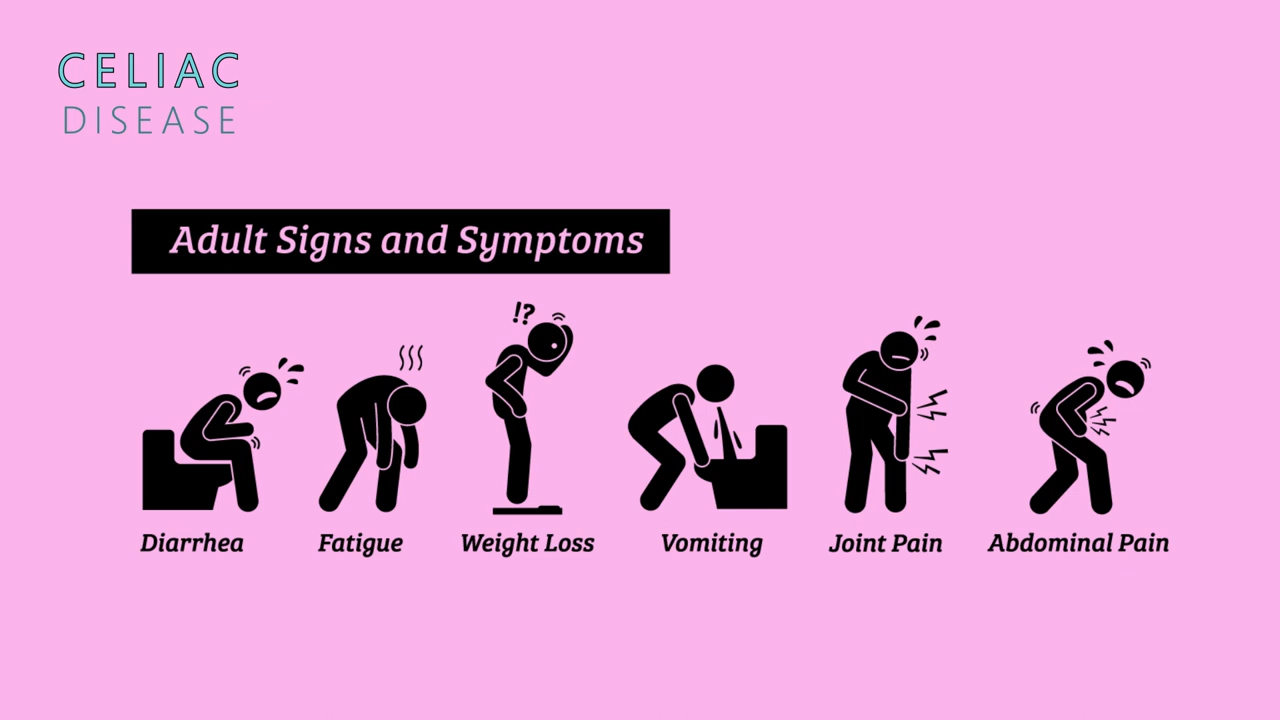 CELIAC
DISEASE
Adult Signs and Symptoms
!?
Diarrhea Fatigue Weight Loss Vomiting Joint Pain Abdominal Pain